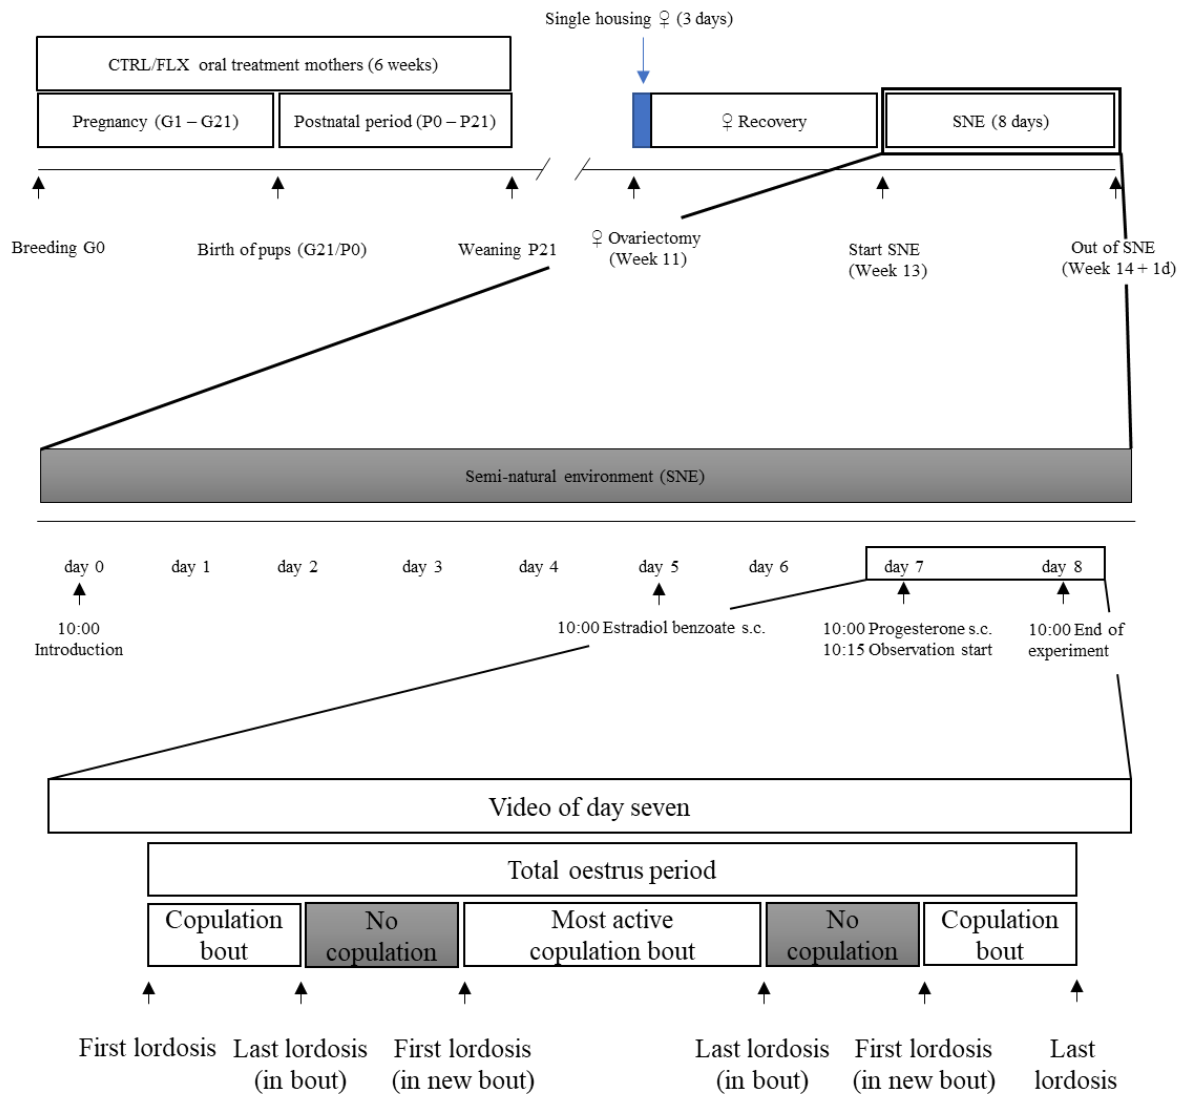 Single housing ♀ (3 days)
CTRL/FLX oral treatment mothers (6 weeks)
Pregnancy (G1 – G21)
Postnatal period (P0 – P21)
♀ Recovery
SNE (8 days)
Breeding G0
Birth of pups (G21/P0)
Weaning P21
♀ Ovariectomy
(Week 11)
Start SNE
(Week 13)
Out of SNE
(Week 14 + 1d)
Semi-natural environment (SNE)
day 0
day 1
day 2
day 3
day 4
day 5
day 6
day 7
day 8
10:00
Introduction
10:00 Estradiol benzoate s.c.
10:00 Progesterone s.c.
10:15 Observation start
10:00 End of
experiment
Video of day seven
Total oestrus period
Copulation
bout
No
copulation
Most active
copulation bout
No
copulation
Copulation
bout
First lordosis
Last lordosis
(in bout)
First lordosis
(in new bout)
Last lordosis
(in bout)
First lordosis
(in new bout)
Last
lordosis